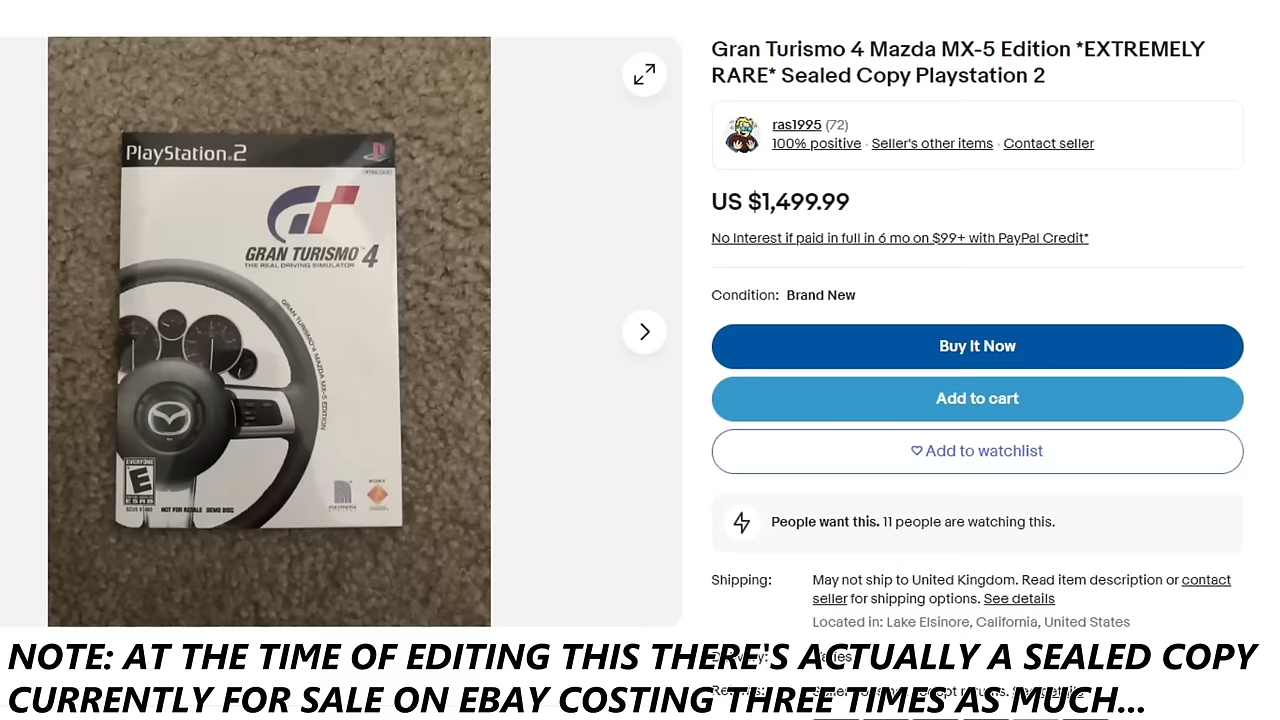 Gran Turismo 4 Mazda MX-5 Edition *EXTREMELY
RARE* Sealed Copy Playstation 2
ras1995 (72)
100% positive · Seller's other items · Contact seller
US $1,499.99
No Interest if paid in full in 6 mo on $99+ with PayPal Credit*
Condition: Brand New
Buy It Now
Add to cart
Add to watchlist
People want this. 11 people are watching this.
Shipping: May not ship to United Kingdom. Read item description or contact
seller for shipping options. See details
Located in: Lake Elsinore, California, United States
PlayStation 2
GRAN TURISMO 4
THE REAL DRIVING SIMULATOR
GRAN TURISMO 4 MAZDA MX-5 EDITION
EVERYONE
E
ESRB
NOT FOR RESALE DEMO DISC
SONY
NOTE: AT THE TIME OF EDITING THIS THERE'S ACTUALLY A SEALED COPY
CURRENTLY FOR SALE ON EBAY COSTING THREE TIMES AS MUCH...